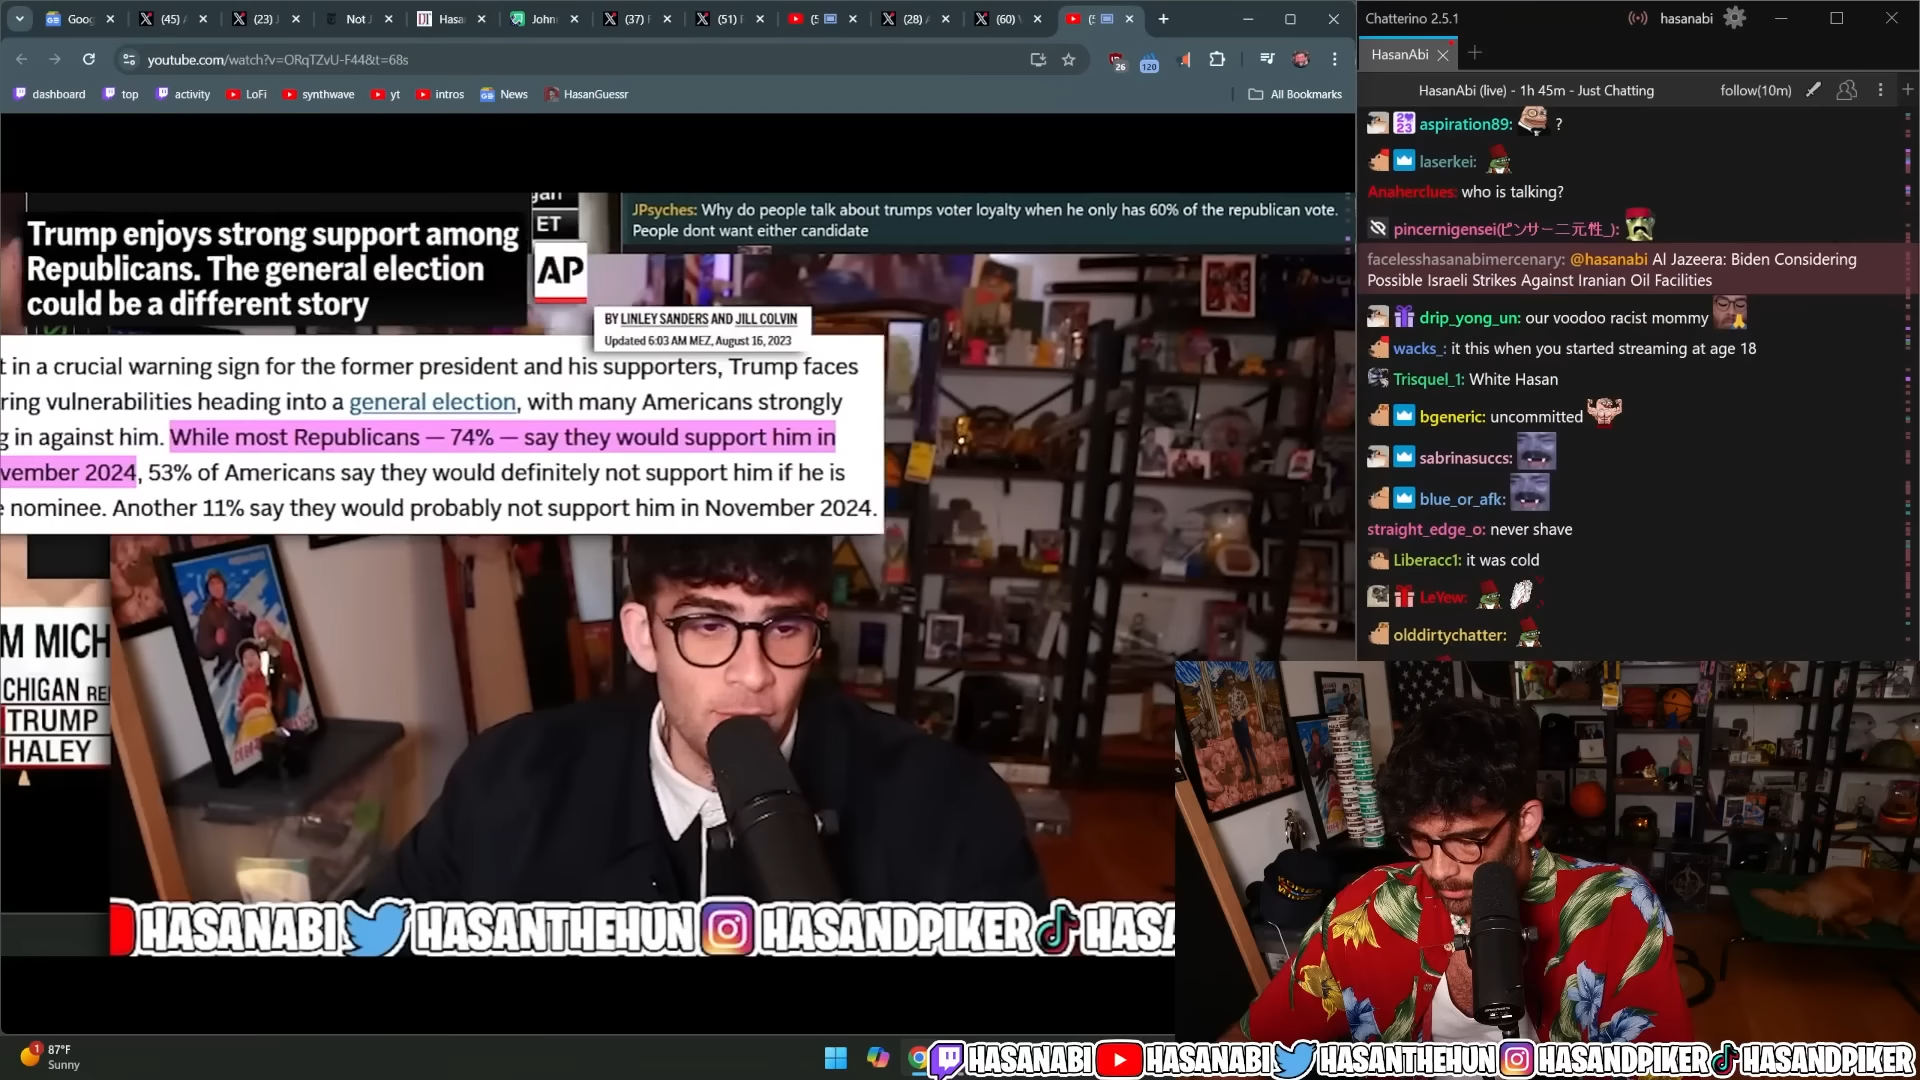 Goog
(45)
(23) J
Not J
Hasa
John
(37) F
(51) F
(5
(28) A
(60) \
(5
youtube.com/watch?v=ORqTZvU-F44&t=68s
26
120
dashboard
top
activity
LoFi
synthwave
yt
intros
News
HasanGuessr
All Bookmarks
ET
JPsyches: Why do people talk about trumps voter loyalty when he only has 60% of the republican vote.
People dont want either candidate
Trump enjoys strong support among
Republicans. The general election
could be a different story
AP
BY LINLEY SANDERS AND JILL COLVIN
Updated 6:03 AM MEZ, August 16, 2023
t in a crucial warning sign for the former president and his supporters, Trump faces
ring vulnerabilities heading into a general election, with many Americans strongly
g in against him. While most Republicans — 74% — say they would support him in
vember 2024, 53% of Americans say they would definitely not support him if he is
e nominee. Another 11% say they would probably not support him in November 2024.
M MICH
CHIGAN RE
TRUMP
HALEY
HASANABI HASANTHEHUN HASANDPIKER HASA
1
87°F
Sunny
Chatterino 2.5.1
hasanabi
HasanAbi
HasanAbi (live) - 1h 45m - Just Chatting
follow(10m)
2 23 aspiration89: ?
laserkei:
Anaherclues: who is talking?
pincernigensei(ピンサー二元性_):
facelesshasanabimercenary: @hasanabi Al Jazeera: Biden Considering
Possible Israeli Strikes Against Iranian Oil Facilities
drip_yong_un: our voodoo racist mommy
wacks_: it this when you started streaming at age 18
Trisquel_1: White Hasan
bgeneric: uncommitted
sabrinasuccs:
blue_or_afk:
straight_edge_o: never shave
Liberacc1: it was cold
LeYew:
olddirtychatter:
HASANABI HASANABI HASANTHEHUN HASANDPIKER HASANDPIKER